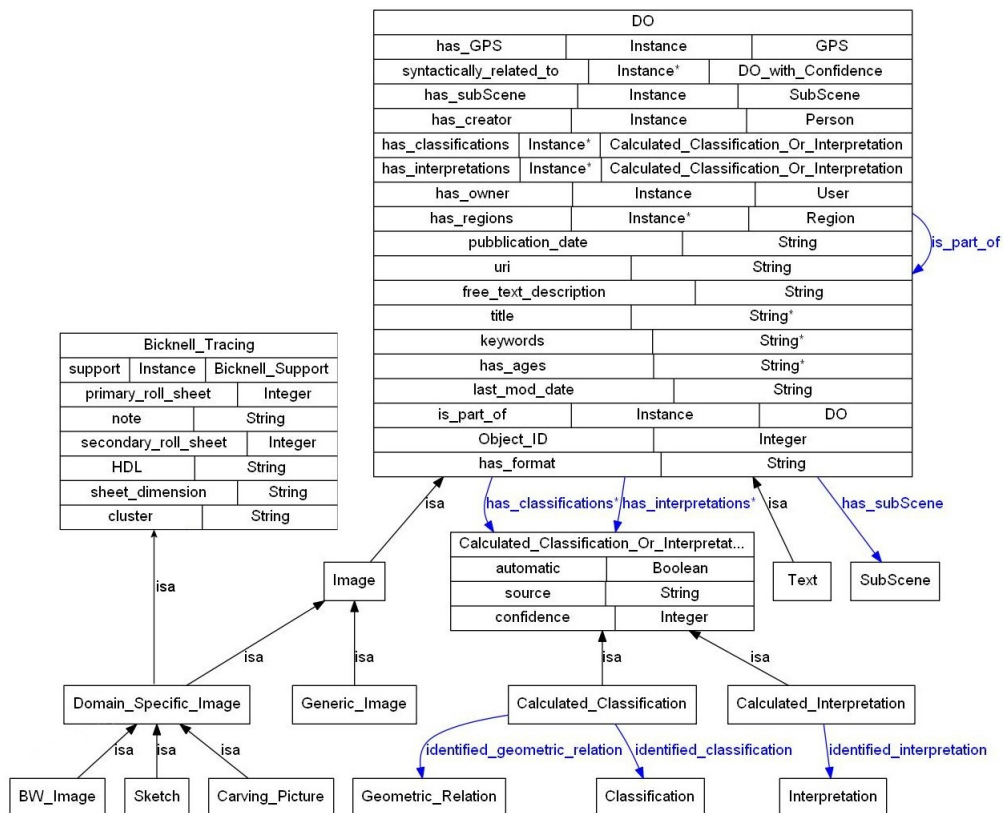 DO
has_GPS Instance GPS
syntactically_related_to Instance* DO_with_Confidence
has_subScene Instance SubScene
has_creator Instance Person
has_classifications Instance* Calculated_Classification_Or_Interpretation
has_interpretations Instance* Calculated_Classification_Or_Interpretation
has_owner Instance User
has_regions Instance* Region
pubblication_date String
is_part_of
uri String
free_text_description String
title String*
keywords String*
has_ages String*
last_mod_date String
is_part_of Instance DO
Object_ID Integer
has_format String
Bicknell_Tracing
support Instance Bicknell_Support
primary_roll_sheet Integer
note String
secondary_roll_sheet Integer
HDL String
sheet_dimension String
cluster String
isa
has_classifications*
has_interpretations*
isa
has_subScene
Calculated_Classification_Or_Interpretat...
automatic Boolean
source String
confidence Integer
isa
Image
Text
SubScene
isa
isa
isa
isa
Domain_Specific_Image
Generic_Image
Calculated_Classification
Calculated_Interpretation
isa
isa
isa
identified_geometric_relation
identified_classification
identified_interpretation
BW_Image
Sketch
Carving_Picture
Geometric_Relation
Classification
Interpretation